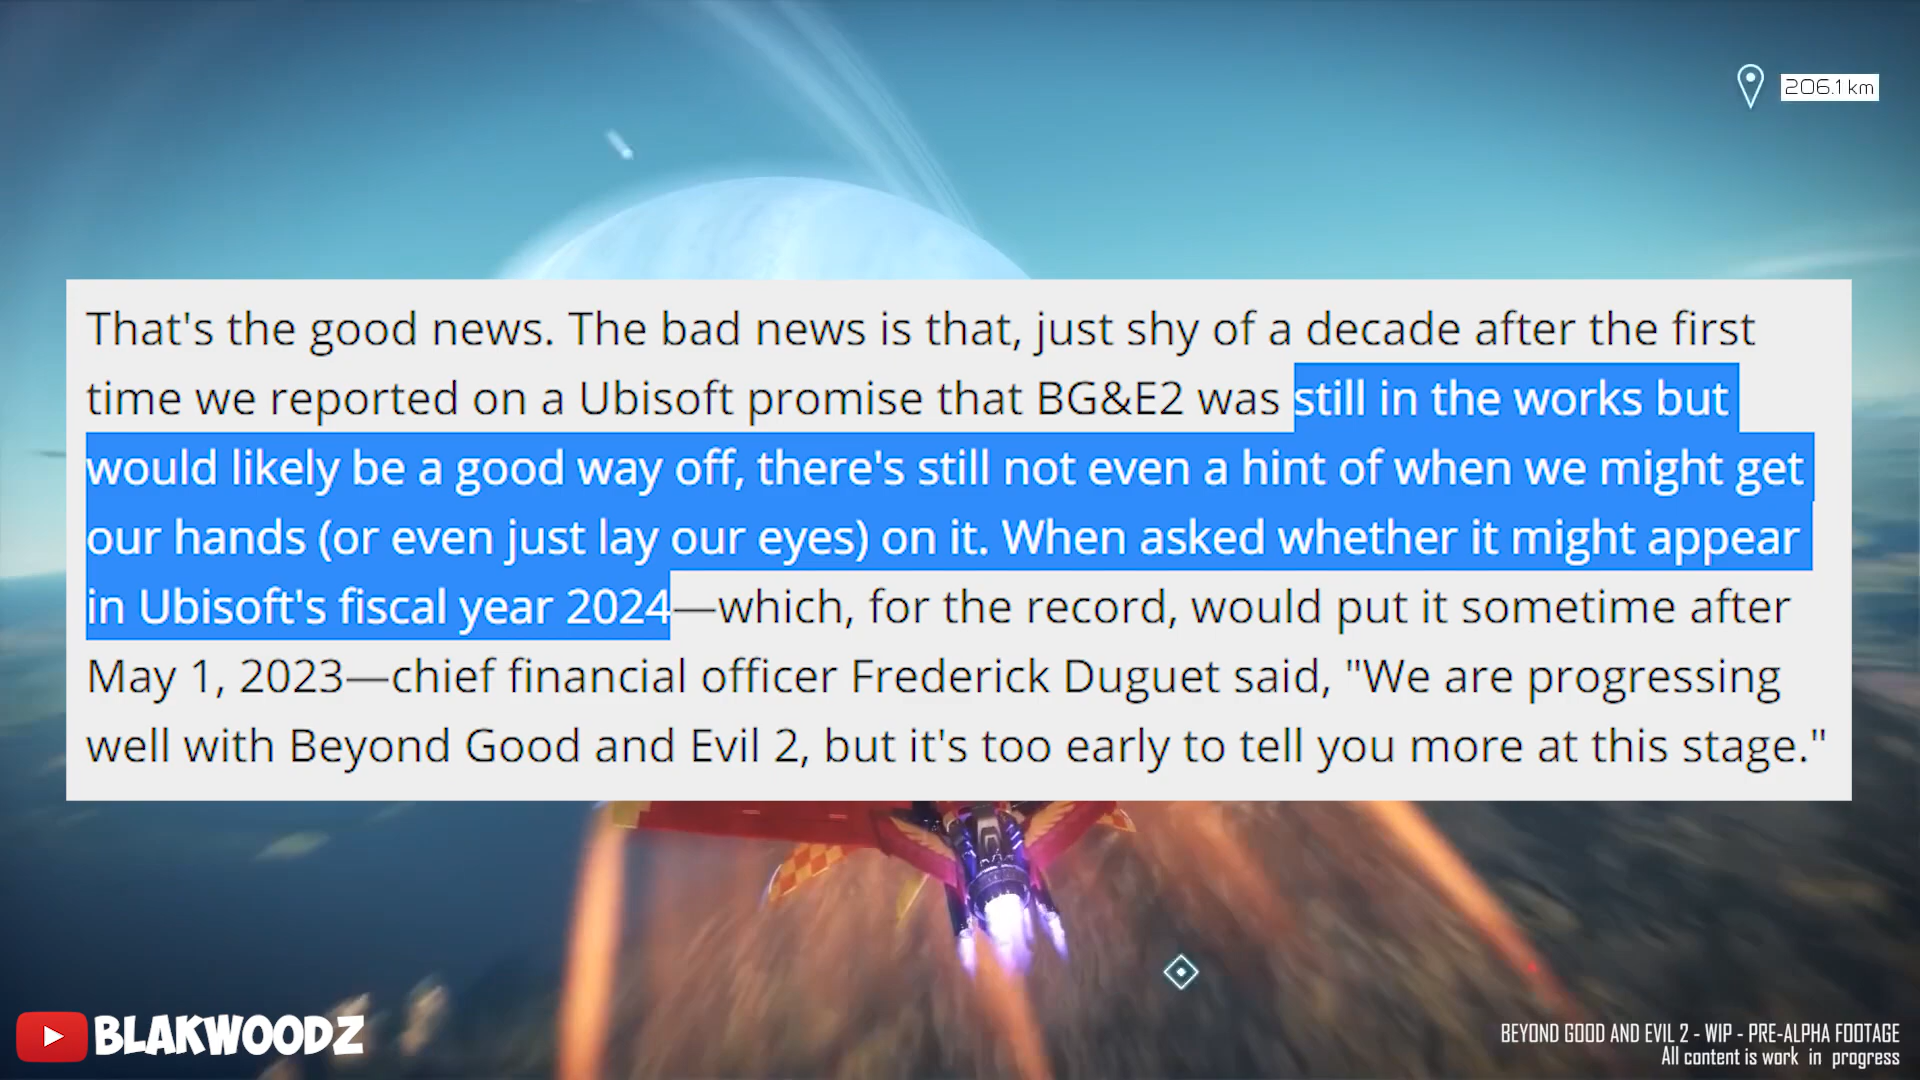 206.1 km
That's the good news. The bad news is that, just shy of a decade after the first
time we reported on a Ubisoft promise that BG&E2 was still in the works but
would likely be a good way off, there's still not even a hint of when we might get
our hands (or even just lay our eyes) on it. When asked whether it might appear
in Ubisoft's fiscal year 2024—which, for the record, would put it sometime after
May 1, 2023—chief financial officer Frederick Duguet said, "We are progressing
well with Beyond Good and Evil 2, but it's too early to tell you more at this stage."
BLAKWOODZ
BEYOND GOOD AND EVIL 2 - WIP - PRE-ALPHA FOOTAGE
All content is work in progress